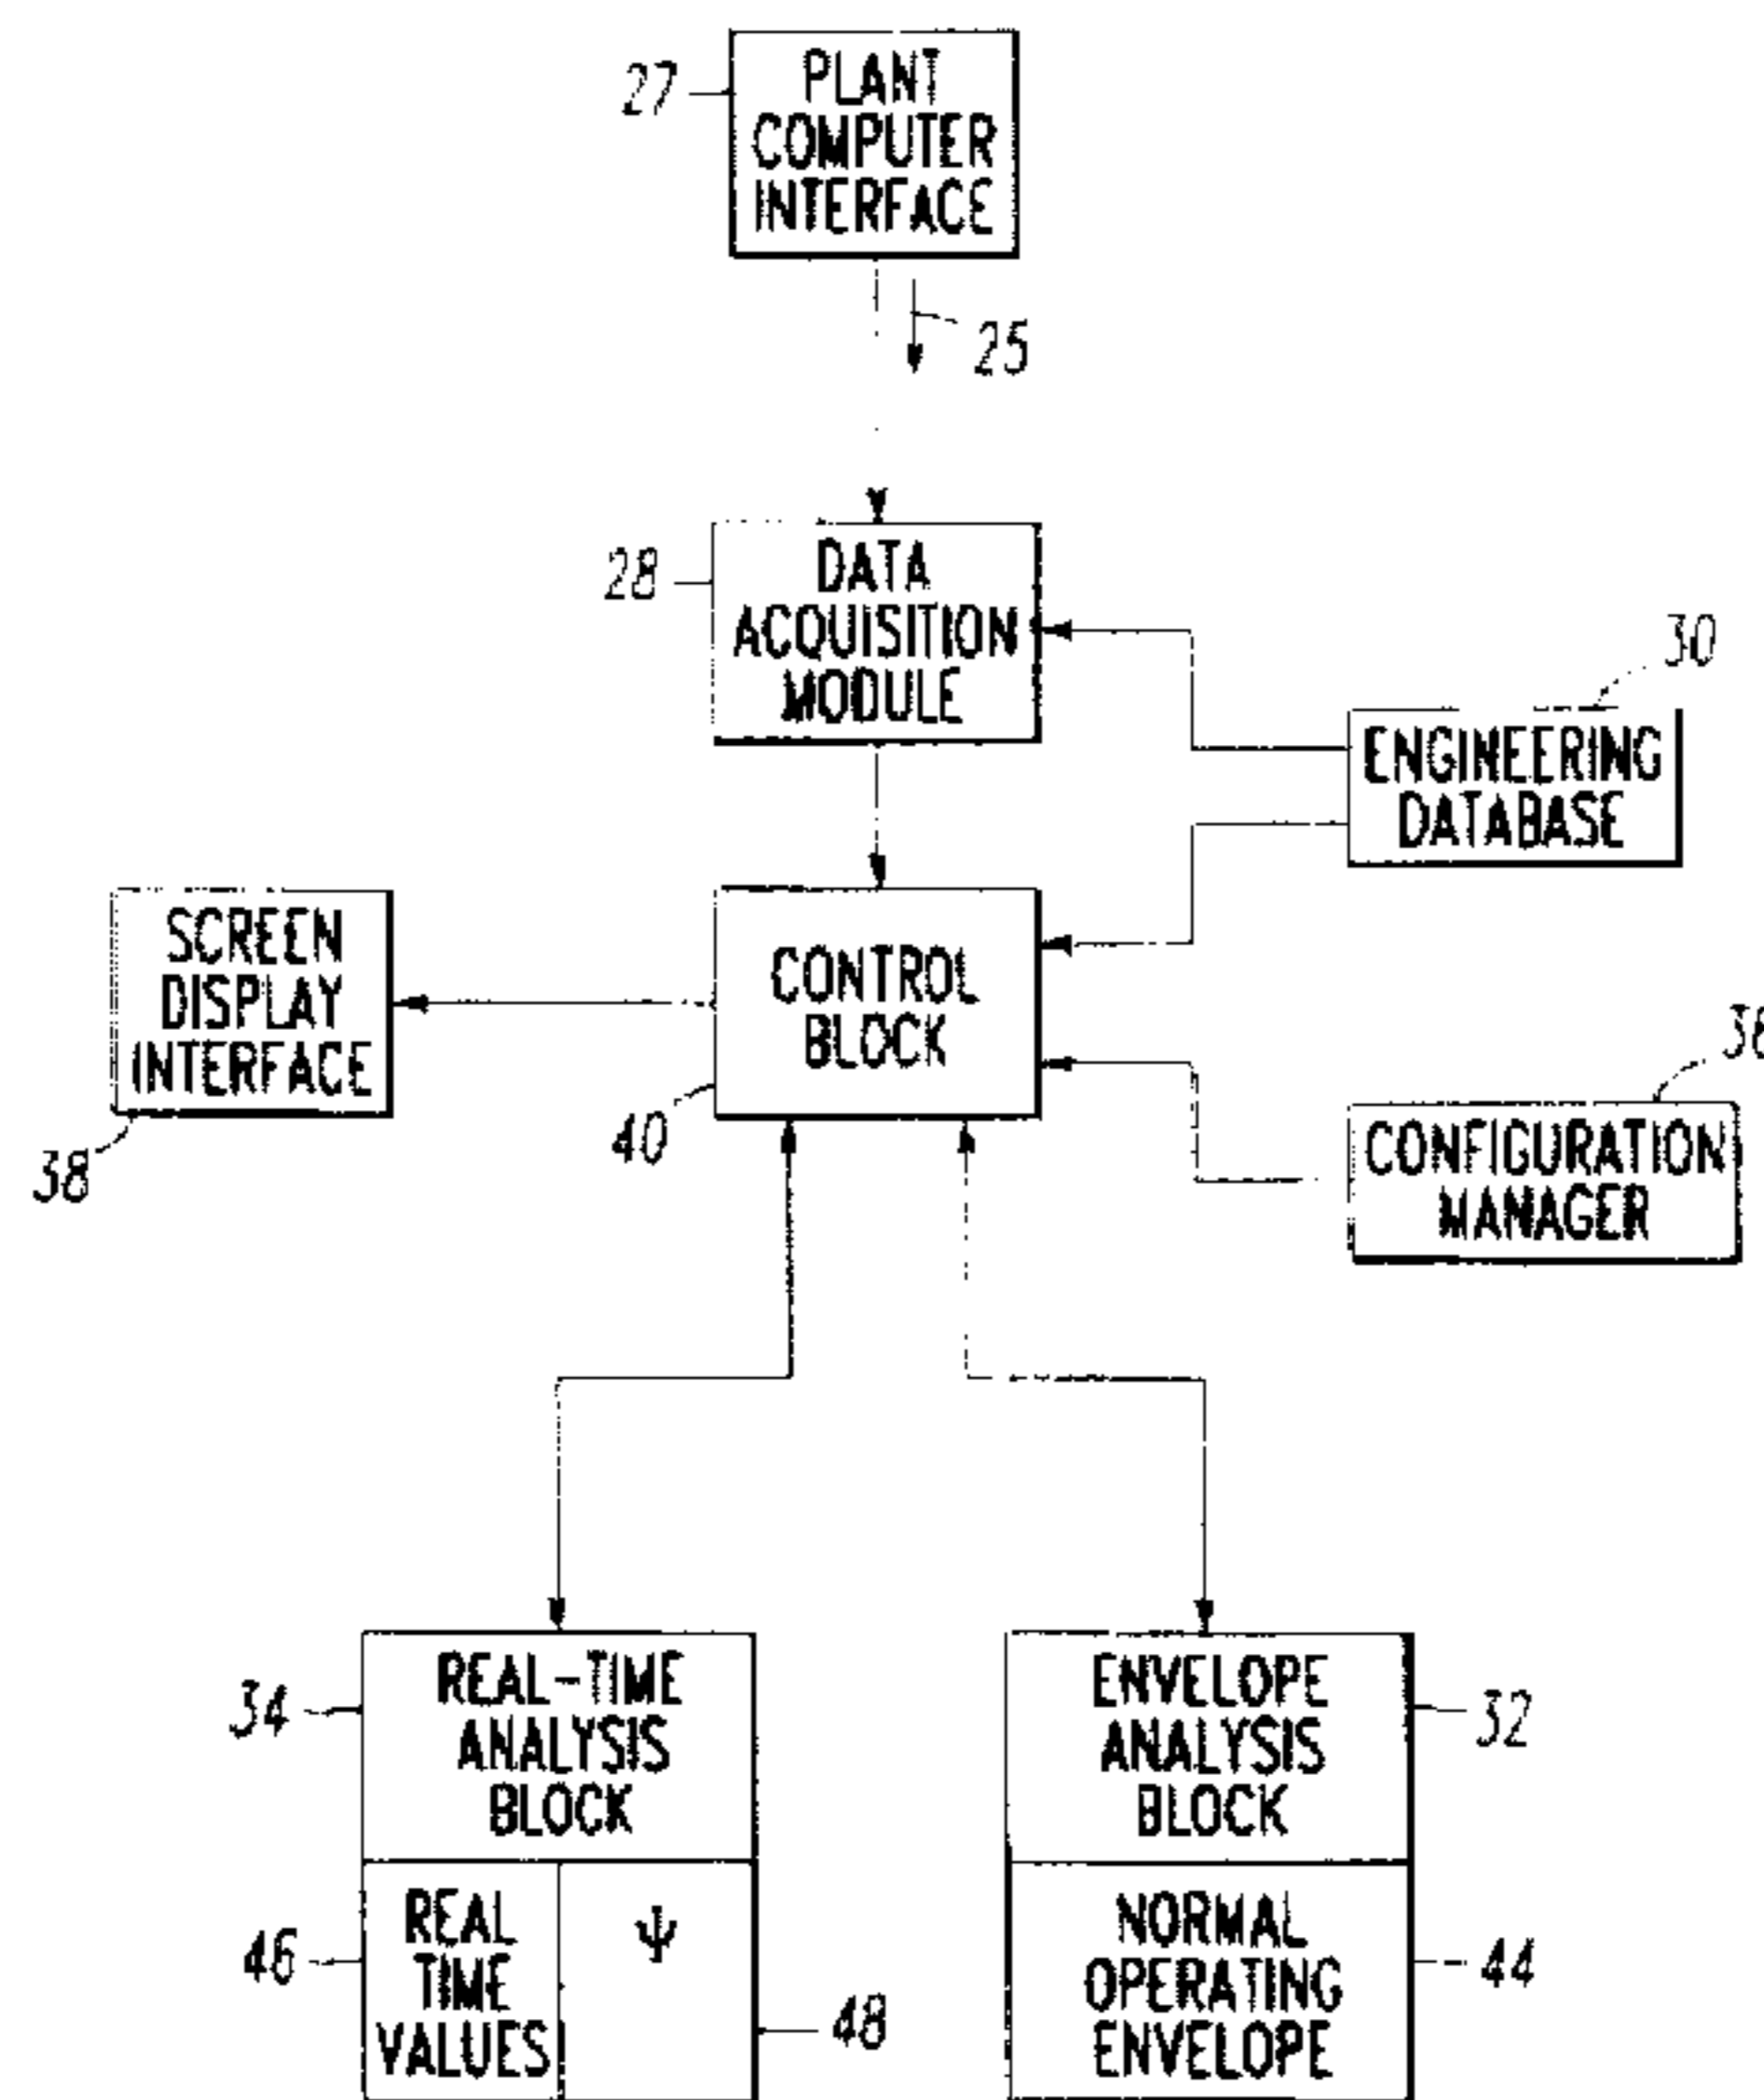 27
PLANT
COMPUTER
INTERFACE
25
28
DATA
ACQUISITION
MODULE
30
ENGINEERING
DATABASE
SCREEN
DISPLAY
INTERFACE
38
CONTROL
BLOCK
40
CONFIGURATION
MANAGER
34
REAL-TIME
ANALYSIS
BLOCK
ENVELOPE
ANALYSIS
BLOCK
32
46
REAL
TIME
VALUES
Ψ
48
NORMAL
OPERATING
ENVELOPE
44